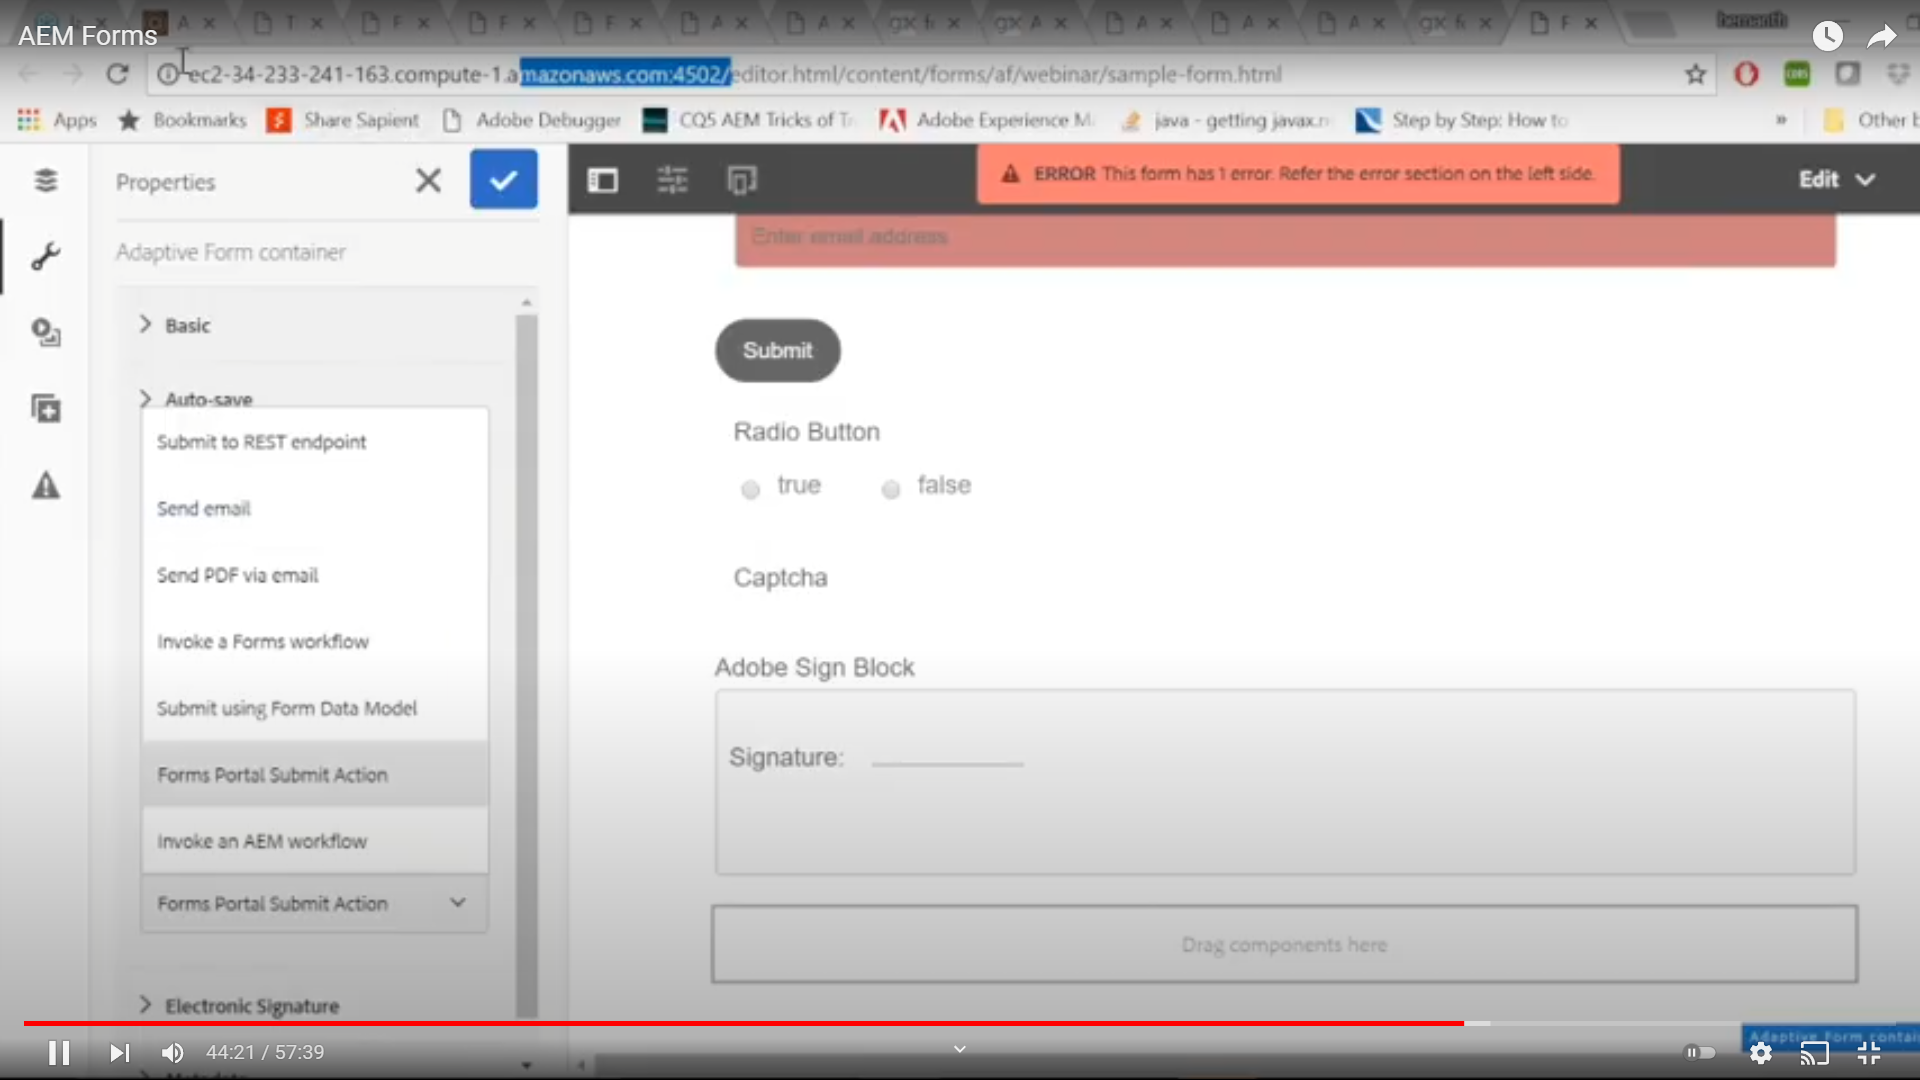 AEM Forms
ec2-34-233-241-163.compute-1.amazonaws.com:4502/editor.html/content/forms/af/webinar/sample-form.html
Apps Bookmarks Share Sapient Adobe Debugger CQ5 AEM Tricks of Adobe Experience M java - getting javax.n Step by Step: How to » Other b
Properties
ERROR This form has 1 error. Refer the error section on the left side.
Edit
Adaptive Form container
Enter email address
Basic
Auto-save
Submit to REST endpoint
Send email
Send PDF via email
Invoke a Forms workflow
Submit using Form Data Model
Forms Portal Submit Action
Invoke an AEM workflow
Forms Portal Submit Action
Electronic Signature
Submit
Radio Button
true false
Captcha
Adobe Sign Block
Signature:
Drag components here
Adaptive Form contai
44:21 / 57:39